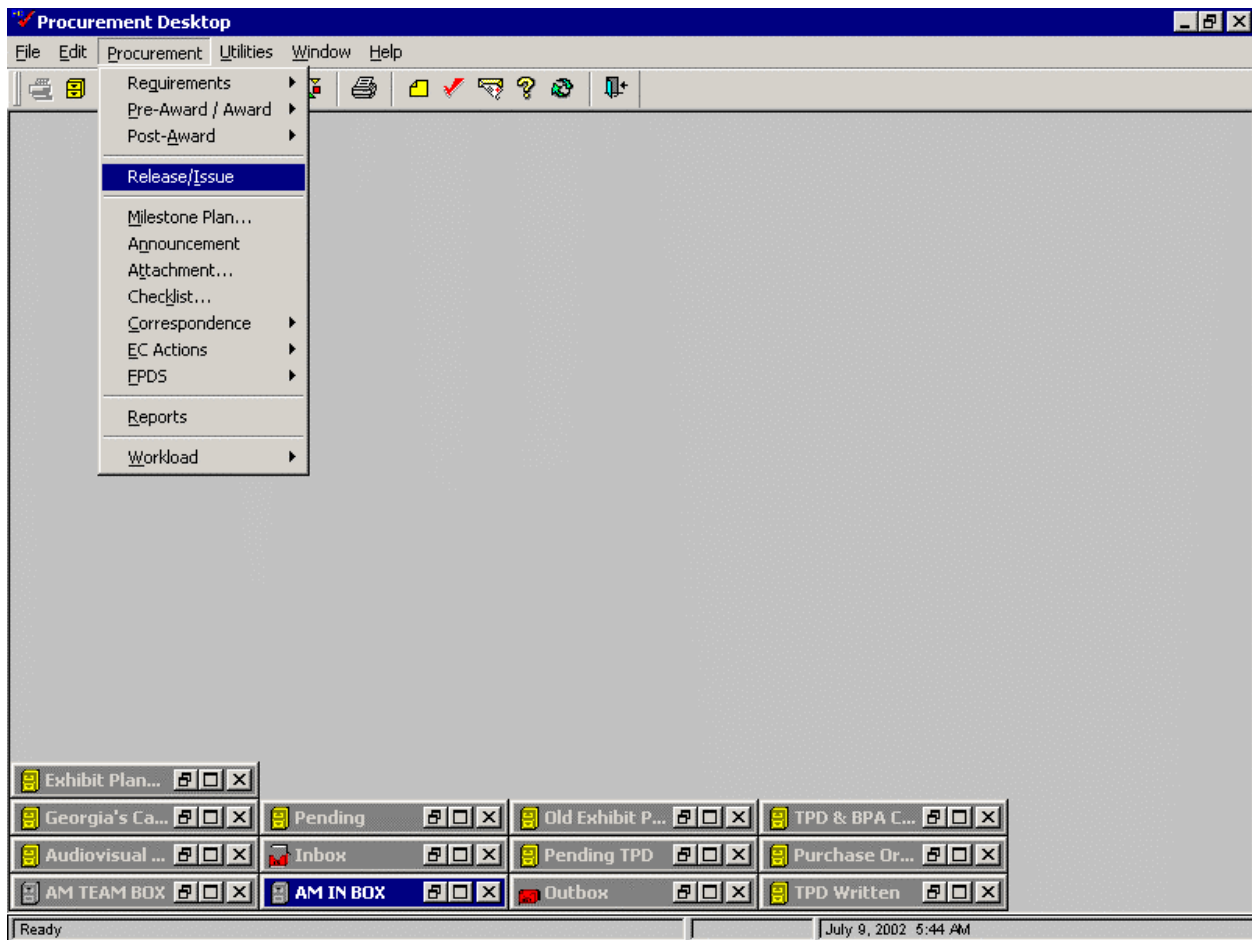 Procurement Desktop
File Edit Procurement Utilities Window Help
Requirements
Pre-Award / Award
Post-Award
Release/Issue
Milestone Plan...
Announcement
Attachment...
Checklist...
Correspondence
EC Actions
FPDS
Reports
Workload
Exhibit Plan...
Georgia's Ca... Pending Old Exhibit P... TPD & BPA C...
Audiovisual ... Inbox Pending TPD Purchase Or...
AM TEAM BOX AM IN BOX Outbox TPD Written
Ready July 9, 2002 5:44 AM